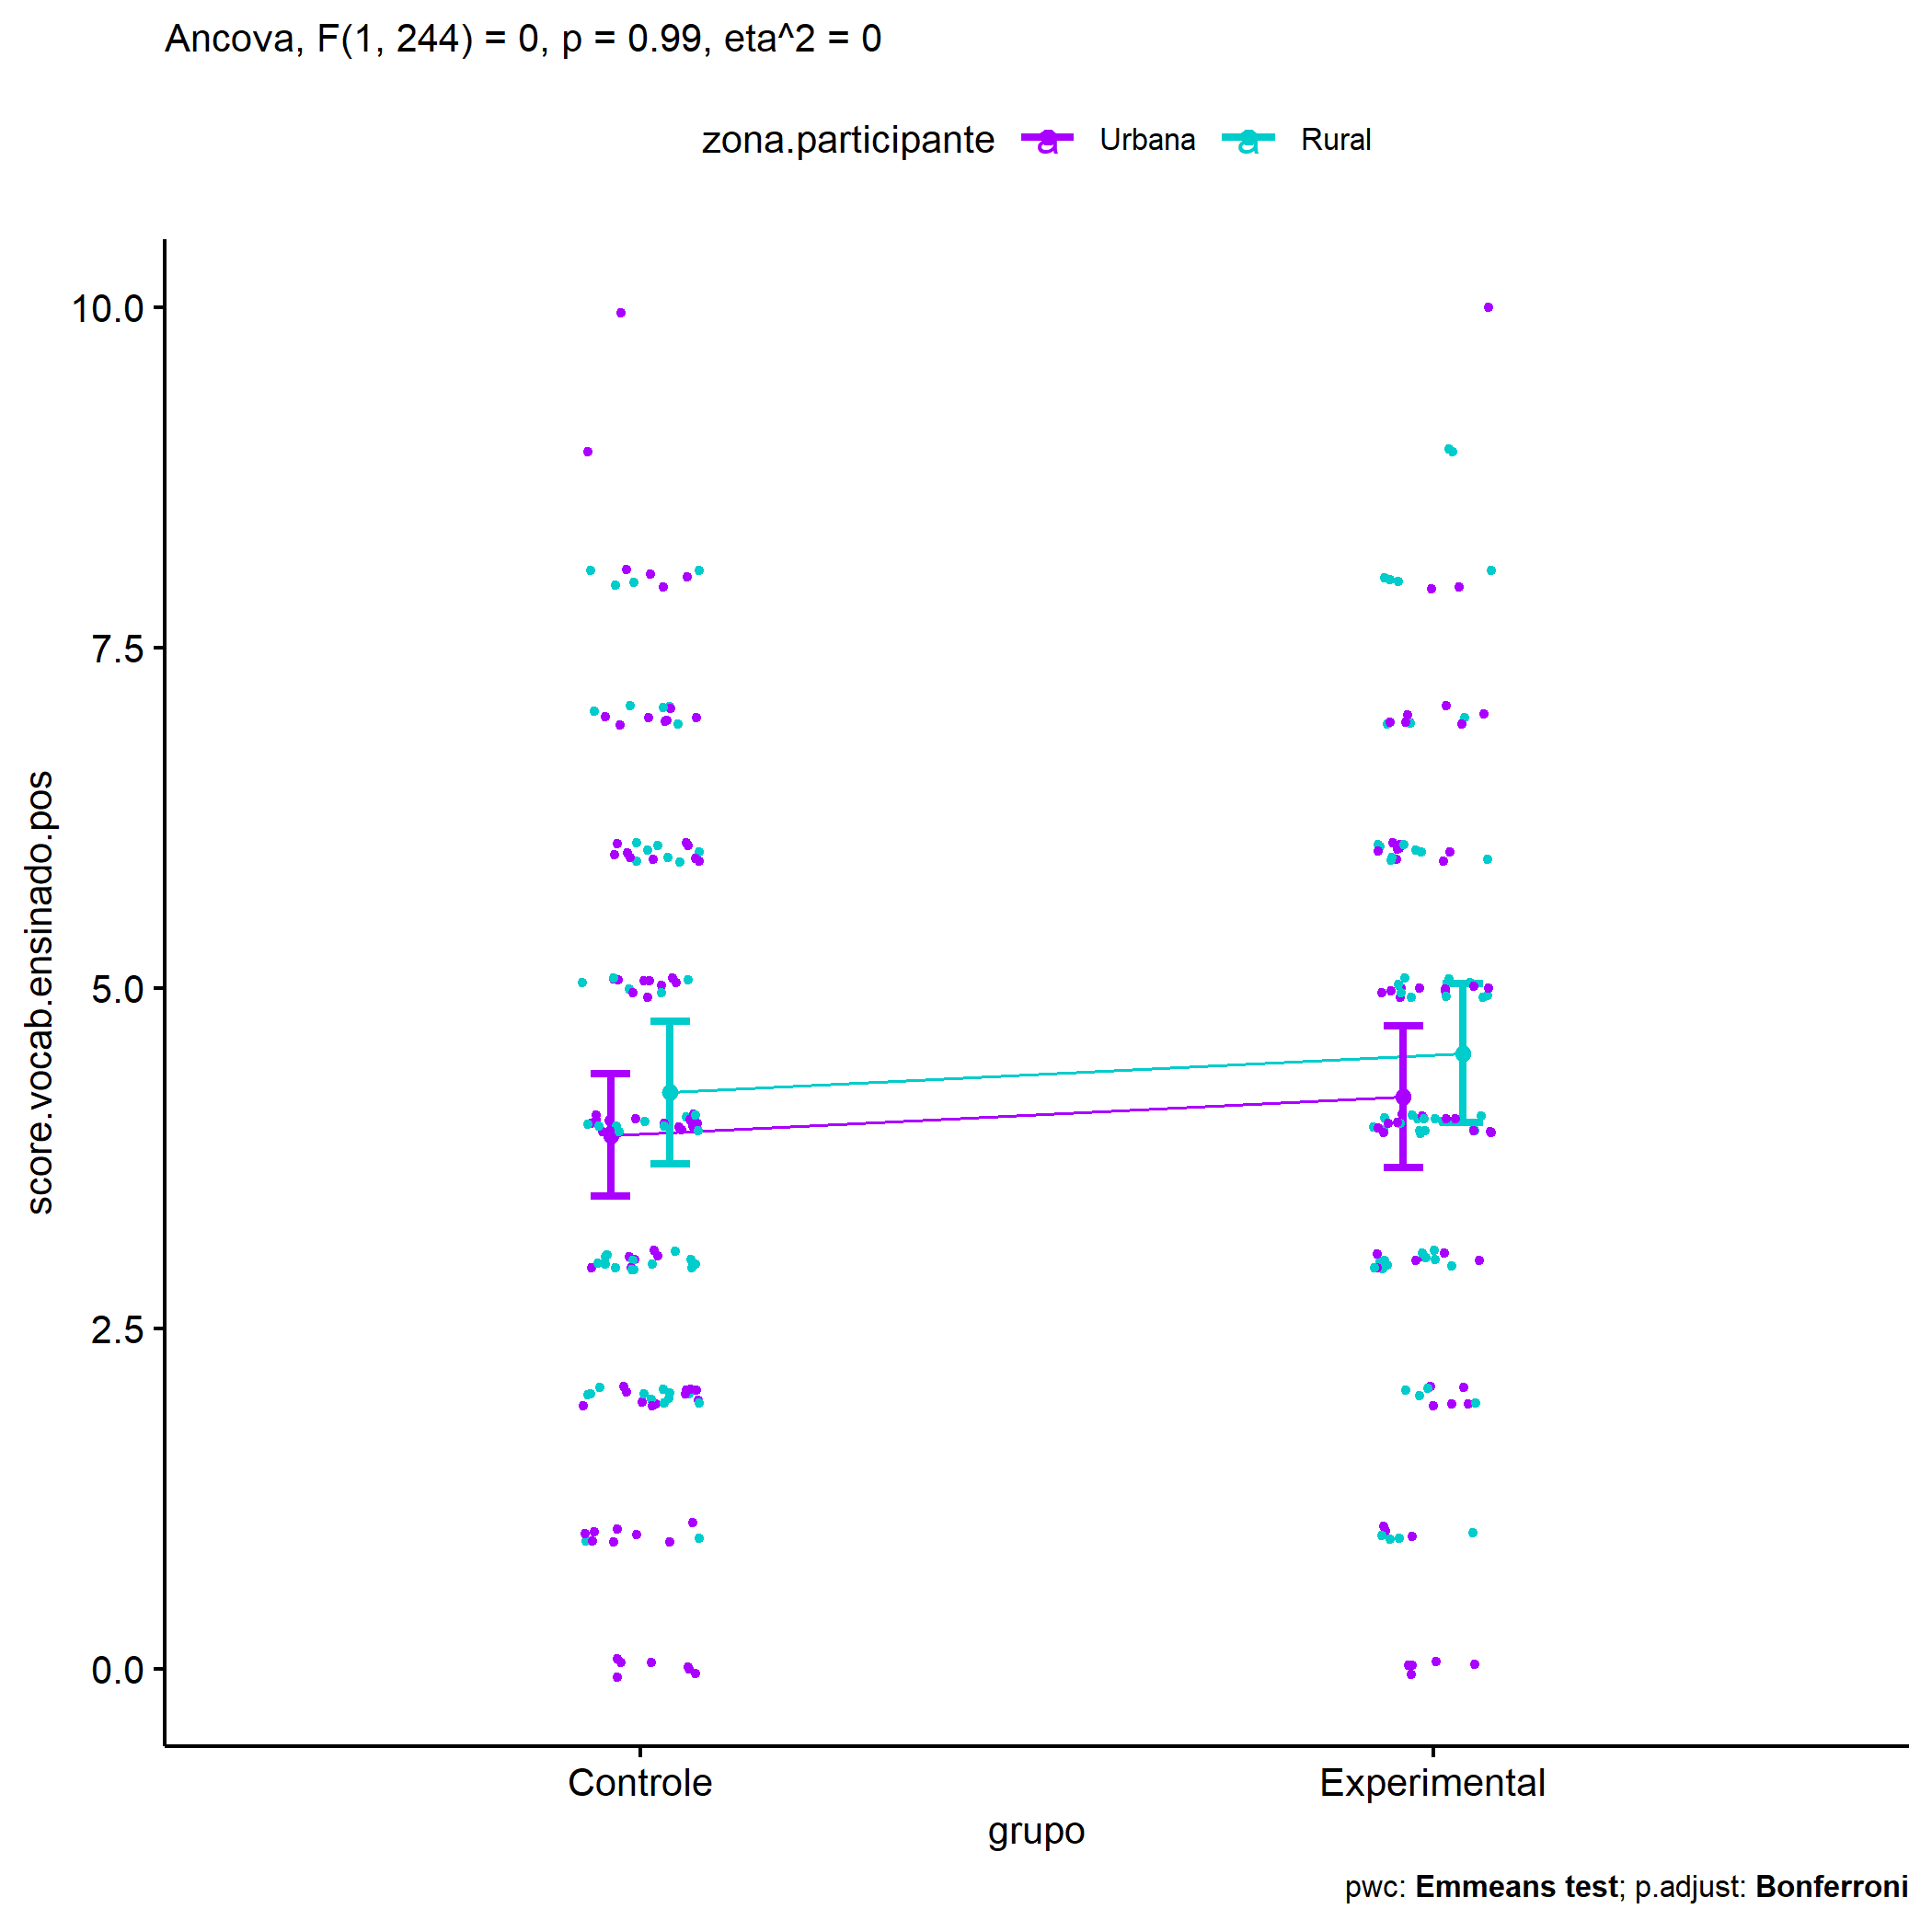 Ancova, F(1, 244) = 0, p = 0.99, eta^2 = 0
zona.participante a Urbana a Rural
10.0
7.5
5.0
2.5
0.0
score.vocab.ensinado.pos
Controle Experimental
grupo
pwc: Emmeans test; p.adjust: Bonferroni